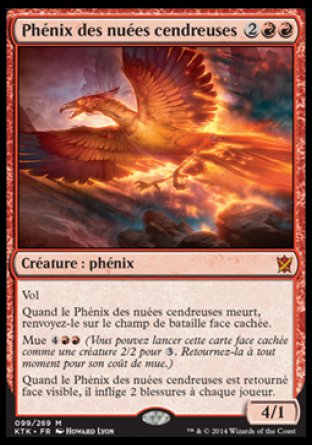 Phénix des nuées cendreuses 2
Créature : phénix
Vol
Quand le Phénix des nuées cendreuses meurt,
renvoyez-le sur le champ de bataille face cachée.
Mue 4 (Vous pouvez lancer cette carte face cachée
comme une créature 2/2 pour 3. Retournez-la à tout
moment pour son coût de mue.)
Quand le Phénix des nuées cendreuses est retourné
face visible, il inflige 2 blessures à chaque joueur.
4/1
099/269 M
KTK • FR Howard Lyon
™ & © 2014 Wizards of the Coast